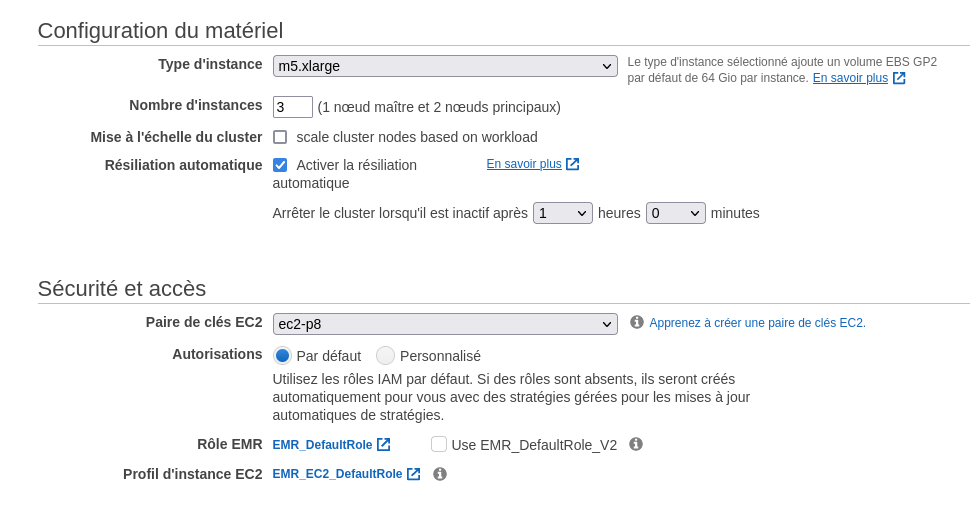 Configuration du matériel
Type d'instance m5.xlarge Le type d'instance sélectionné ajoute un volume EBS GP2
par défaut de 64 Gio par instance. En savoir plus
Nombre d'instances 3 (1 nœud maître et 2 nœuds principaux)
Mise à l'échelle du cluster scale cluster nodes based on workload
Résiliation automatique Activer la résiliation En savoir plus
automatique
Arrêter le cluster lorsqu'il est inactif après 1 heures 0 minutes
Sécurité et accès
Paire de clés EC2 ec2-p8 Apprenez à créer une paire de clés EC2.
Autorisations Par défaut Personnalisé
Utilisez les rôles IAM par défaut. Si des rôles sont absents, ils seront créés
automatiquement pour vous avec des stratégies gérées pour les mises à jour
automatiques de stratégies.
Rôle EMR EMR_DefaultRole Use EMR_DefaultRole_V2
Profil d'instance EC2 EMR_EC2_DefaultRole